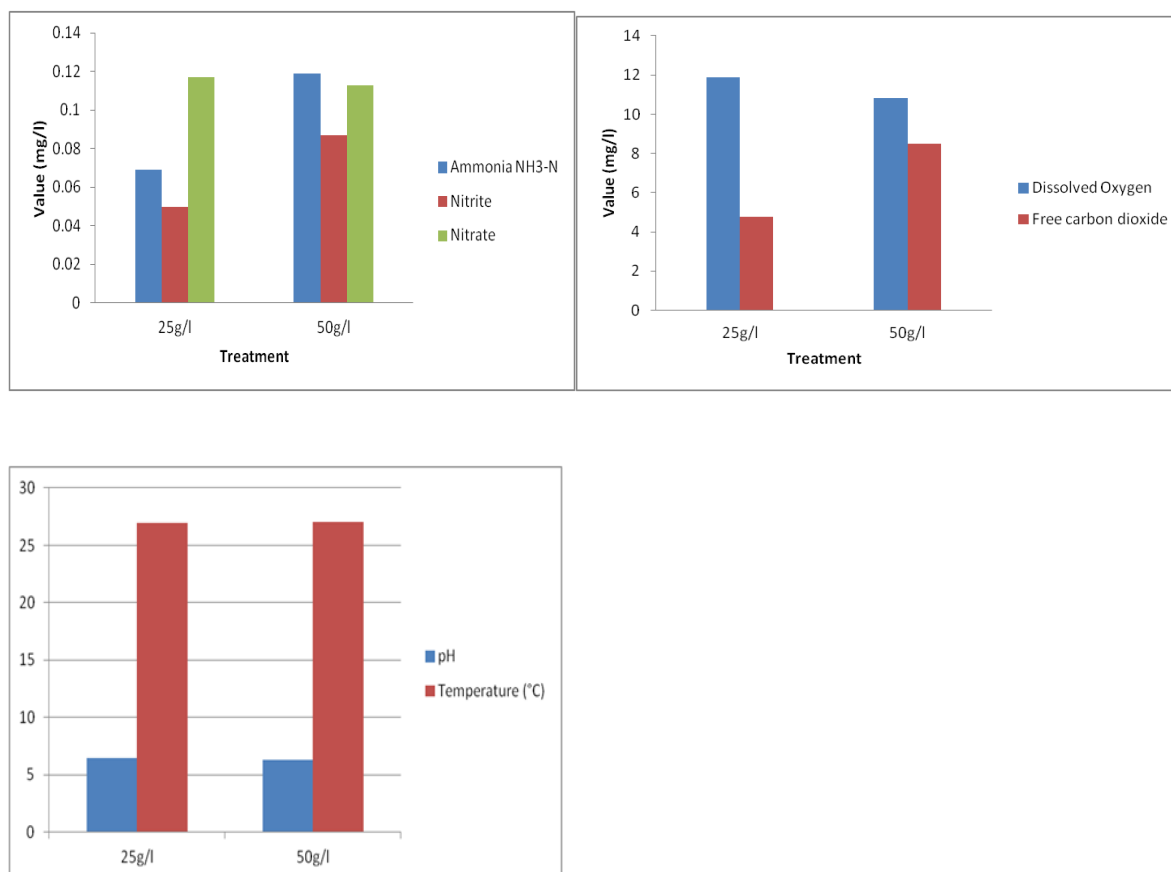 0.14
0.12
0.1
0.08
0.06
0.04
0.02
0
Value (mg/l)
25g/l
50g/l
Treatment
Ammonia NH3-N
Nitrite
Nitrate
14
12
10
8
6
4
2
0
Value (mg/l)
25g/l
50g/l
Treatment
Dissolved Oxygen
Free carbon dioxide
30
25
20
15
10
5
0
25g/l
50g/l
pH
Temperature (°C)